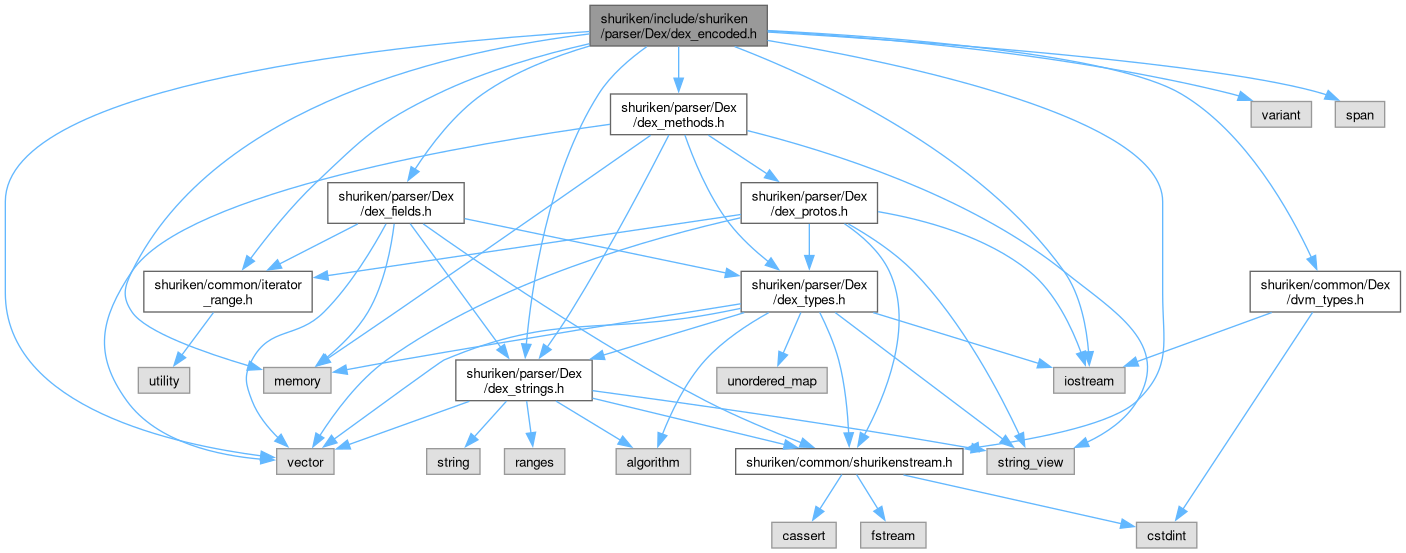 shuriken/include/shuriken
/parser/Dex/dex_encoded.h
shuriken/parser/Dex
/dex_methods.h
variant
span
shuriken/parser/Dex
/dex_fields.h
shuriken/parser/Dex
/dex_protos.h
shuriken/common/iterator
_range.h
shuriken/parser/Dex
/dex_types.h
shuriken/common/Dex
/dvm_types.h
utility
memory
shuriken/parser/Dex
/dex_strings.h
unordered_map
iostream
vector
string
ranges
algorithm
shuriken/common/shurikenstream.h
string_view
cassert
fstream
cstdint